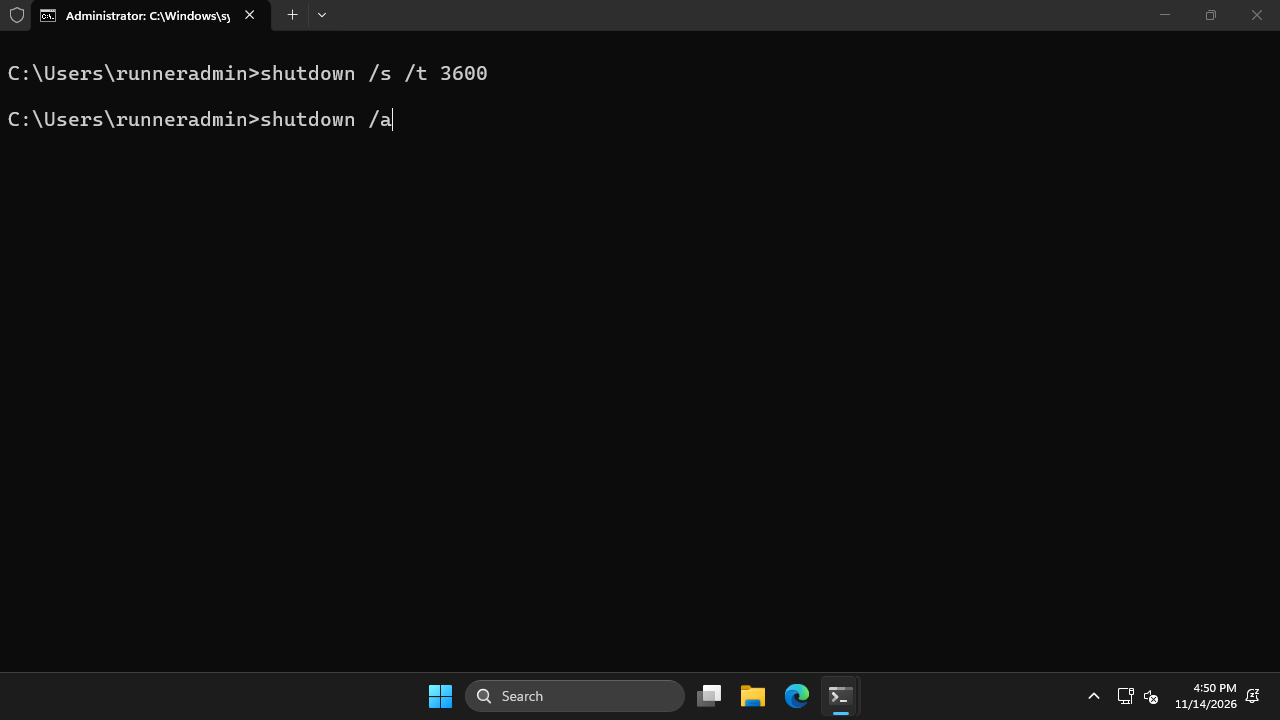 Administrator: C:\Windows\sy
C:\Users\runneradmin>shutdown /s /t 3600
C:\Users\runneradmin>shutdown /a
Search
4:50 PM
11/14/2026